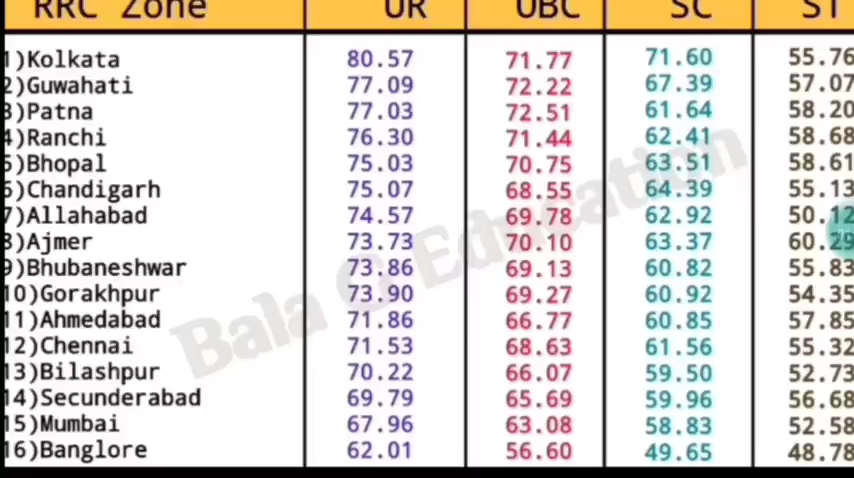 RRC Zone UR OBC SC ST
1)Kolkata 80.57 71.77 71.60 55.76
2)Guwahati 77.09 72.22 67.39 57.07
3)Patna 77.03 72.51 61.64 58.20
4)Ranchi 76.30 71.44 62.41 58.68
5)Bhopal 75.03 70.75 63.51 58.61
6)Chandigarh 75.07 68.55 64.39 55.13
7)Allahabad 74.57 69.78 62.92 50.12
8)Ajmer 73.73 70.10 63.37 60.29
9)Bhubaneshwar 73.86 69.13 60.82 55.83
10)Gorakhpur 73.90 69.27 60.92 54.35
11)Ahmedabad 71.86 66.77 60.85 57.85
12)Chennai 71.53 68.63 61.56 55.32
13)Bilashpur 70.22 66.07 59.50 52.73
14)Secunderabad 69.79 65.69 59.96 56.68
15)Mumbai 67.96 63.08 58.83 52.58
16)Banglore 62.01 56.60 49.65 48.78
Bala G Education